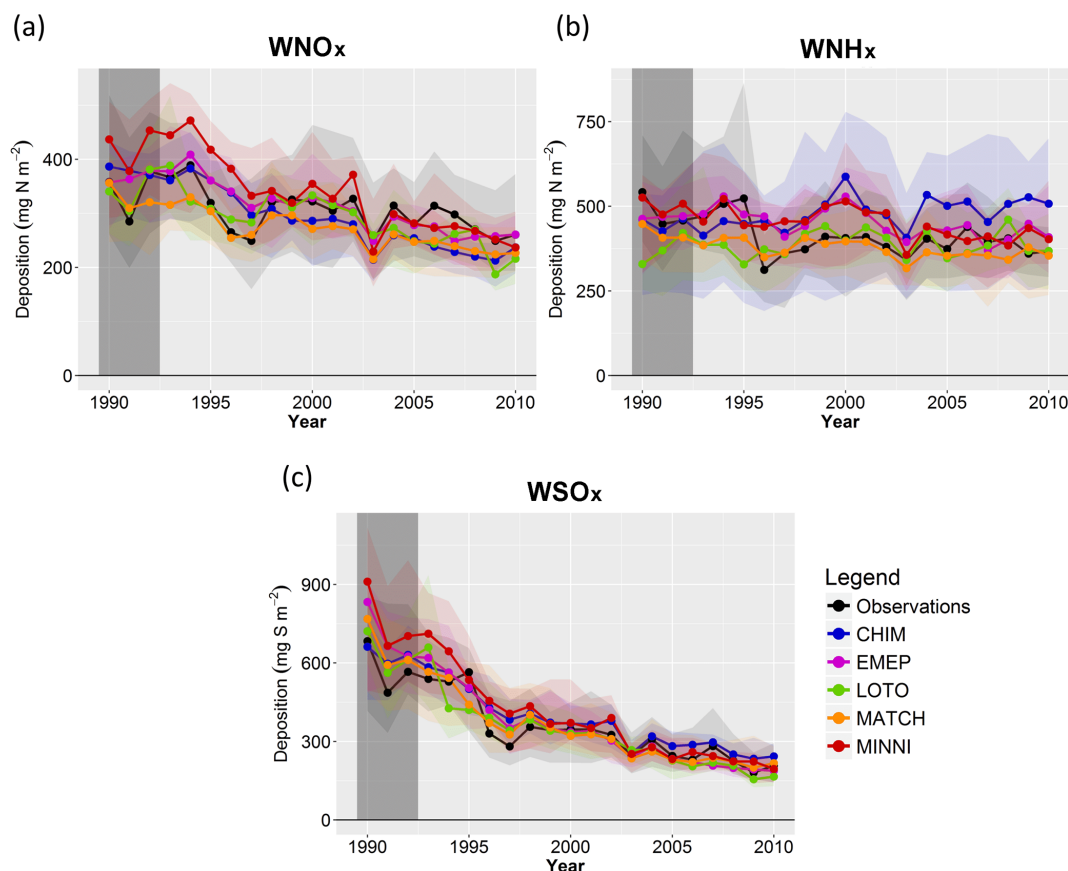 (a)
WNOx
Deposition (mg N m⁻²)
400
200
0
1990
1995
2000
2005
2010
Year
(b)
WNHx
Deposition (mg N m⁻²)
750
500
250
0
1990
1995
2000
2005
2010
Year
(c)
WSOx
Deposition (mg S m⁻²)
900
600
300
0
1990
1995
2000
2005
2010
Year
Legend
Observations
CHIM
EMEP
LOTO
MATCH
MINNI